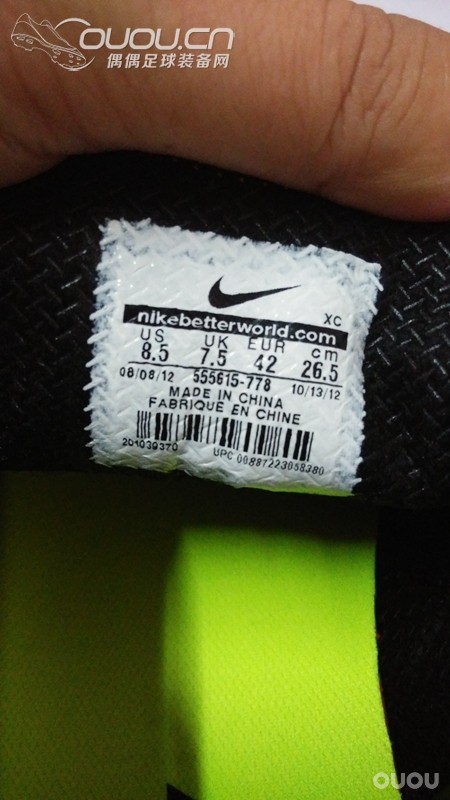 OUOU.CN
偶偶足球装备网
XC
nikebetterworld.com
US UK EUR cm
8.5 7.5 42 26.5
08/08/12 555615-778 10/13/12
MADE IN CHINA
FABRIQUE EN CHINE
201030370 UPC 00887223058380
OUOU